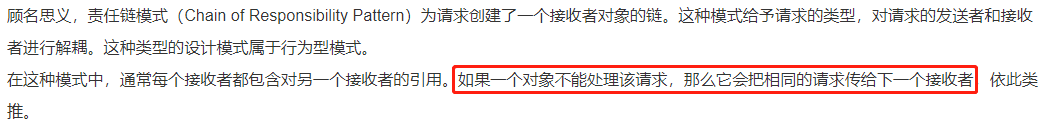 顾名思义，责任链模式（Chain of Responsibility Pattern）为请求创建了一个接收者对象的链。这种模式给予请求的类型，对请求的发送者和接收
者进行解耦。这种类型的设计模式属于行为型模式。
在这种模式中，通常每个接收者都包含对另一个接收者的引用。如果一个对象不能处理该请求，那么它会把相同的请求传给下一个接收者 依此类
推。